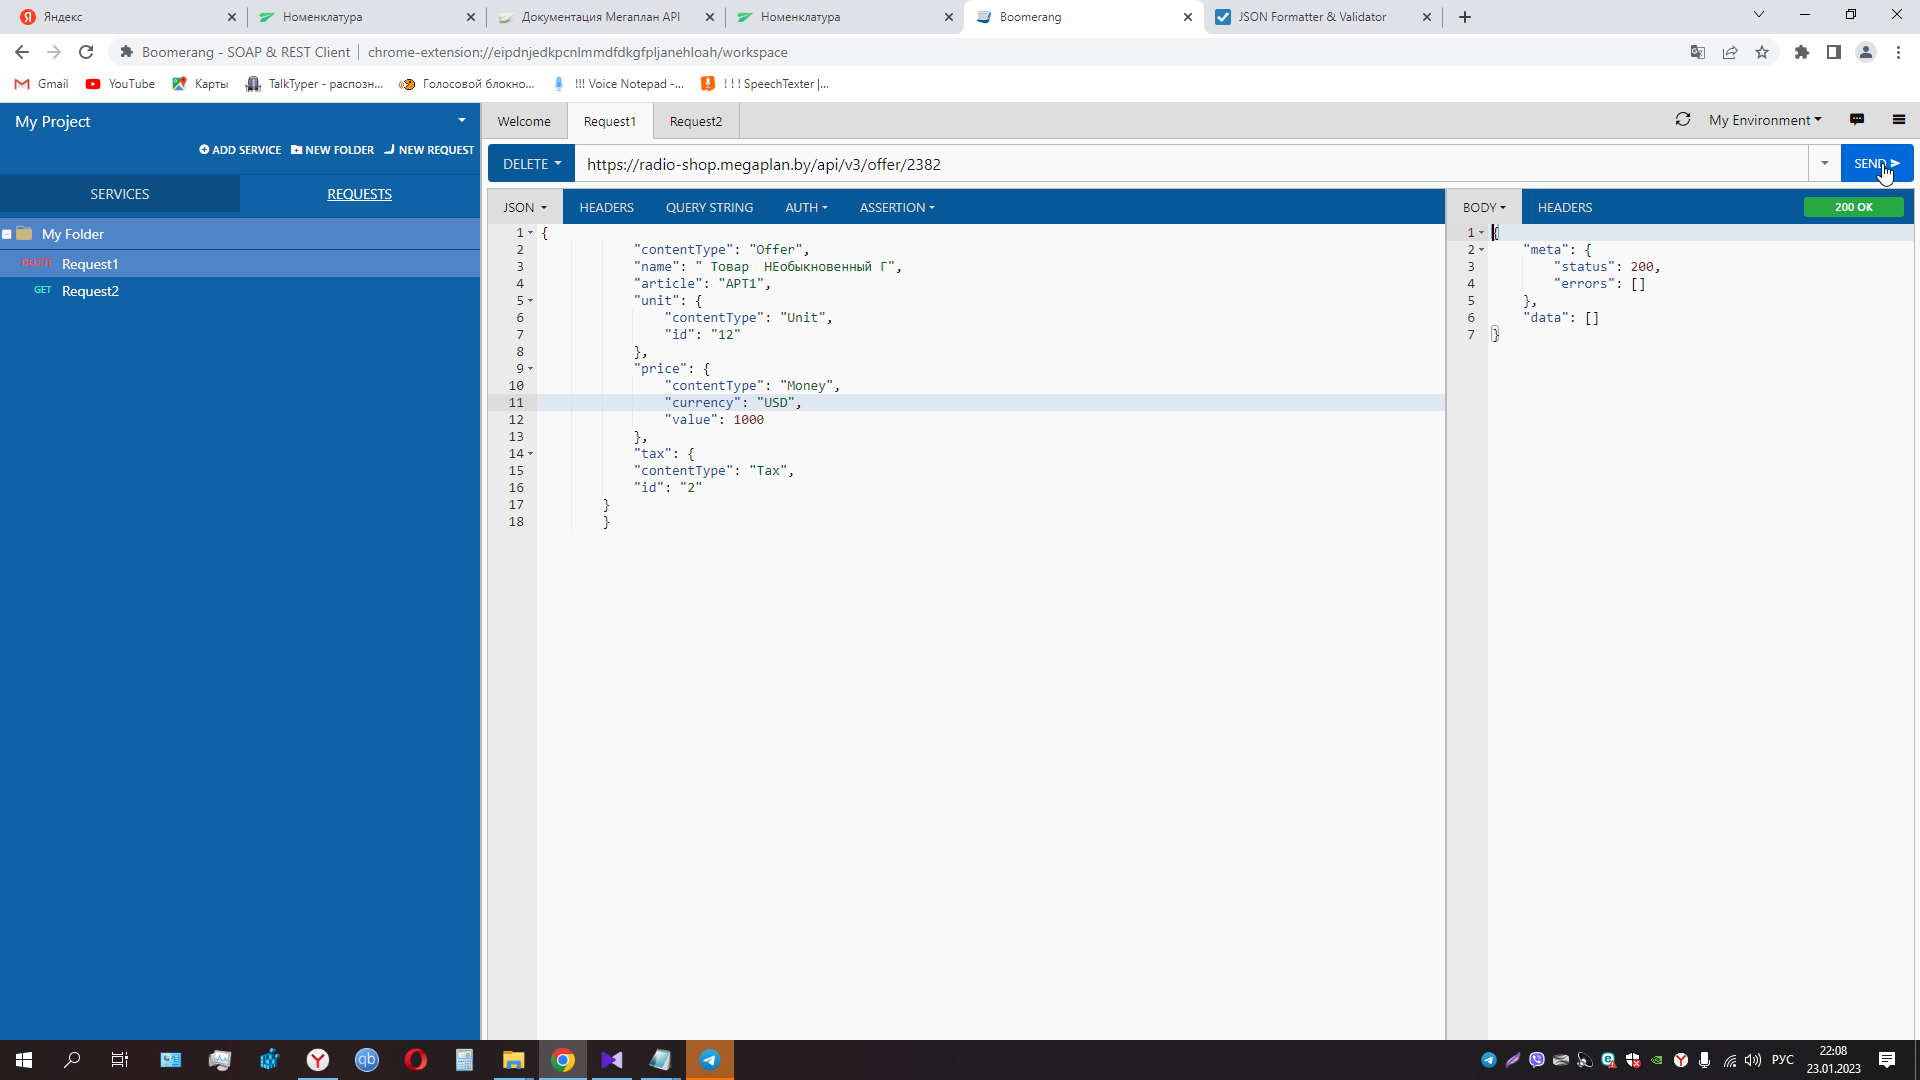 Яндекс
Номенклатура
Документация Мегаплан API
Номенклатура
Boomerang
JSON Formatter & Validator
Boomerang - SOAP & REST Client
chrome-extension://eipdnjedkpcnlmmdfdkgfpljanehloah/workspace
Gmail
YouTube
Карты
TalkTyper - распозн...
Голосовой блокно...
!!! Voice Notepad -...
! ! ! SpeechTexter |...
My Project
ADD SERVICE
NEW FOLDER
NEW REQUEST
SERVICES
REQUESTS
My Folder
DELETE Request1
GET Request2
Welcome
Request1
Request2
My Environment
DELETE
https://radio-shop.megaplan.by/api/v3/offer/2382
SEND
JSON
HEADERS
QUERY STRING
AUTH
ASSERTION
1 {
2 "contentType": "Offer",
3 "name": " Товар  НЕобыкновенный Г",
4 "article": "АРТ1",
5 "unit": {
6 "contentType": "Unit",
7 "id": "12"
8 },
9 "price": {
10 "contentType": "Money",
11 "currency": "USD",
12 "value": 1000
13 },
14 "tax": {
15 "contentType": "Tax",
16 "id": "2"
17 }
18 }
BODY
HEADERS
200 OK
1 {
2 "meta": {
3 "status": 200,
4 "errors": []
5 },
6 "data": []
7 }
qb
РУС
22:08
23.01.2023